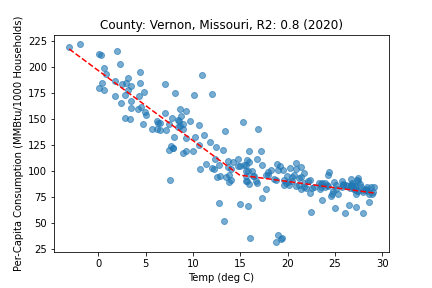 County: Vernon, Missouri, R2: 0.8 (2020)
Per-Capita Consumption (MMBtu/1000 Households)
225
200
175
150
125
100
75
50
25
0 5 10 15 20 25 30
Temp (deg C)